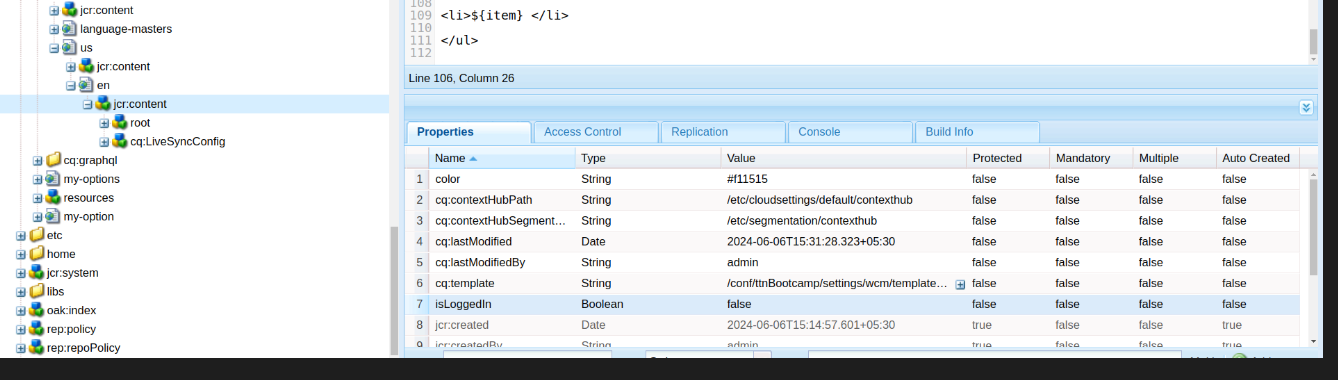 jcr:content
language-masters
us
jcr:content
en
jcr:content
root
cq:LiveSyncConfig
cq:graphql
my-options
resources
my-option
etc
home
jcr:system
libs
oak:index
rep:policy
rep:repoPolicy
108
109 <li>${item} </li>
110
111 </ul>
112
Line 106, Column 26
Properties Access Control Replication Console Build Info
Name Type Value Protected Mandatory Multiple Auto Created
1 color String #f11515 false false false false
2 cq:contextHubPath String /etc/cloudsettings/default/contexthub false false false false
3 cq:contextHubSegment... String /etc/segmentation/contexthub false false false false
4 cq:lastModified Date 2024-06-06T15:31:28.323+05:30 false false false false
5 cq:lastModifiedBy String admin false false false false
6 cq:template String /conf/ttnBootcamp/settings/wcm/template... false false false false
7 isLoggedIn Boolean false false false false false
8 jcr:created Date 2024-06-06T15:14:57.601+05:30 true false false true
9 jcr:createdBy String admin true false false true